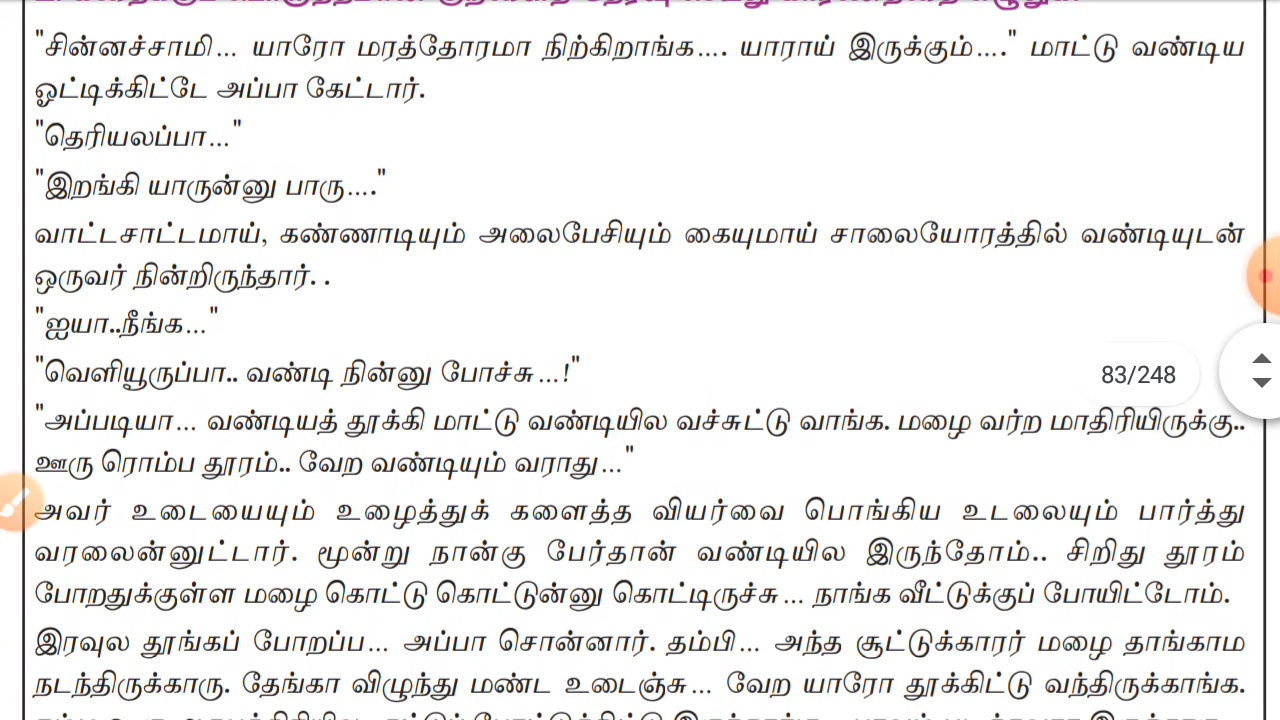 "சின்னச்சாமி... யாரோ மரத்தோரமா நிற்கிறாங்க.... யாராய் இருக்கும்...." மாட்டு வண்டிய
ஓட்டிக்கிட்டே அப்பா கேட்டார்.
"தெரியலப்பா..."
"இறங்கி யாருன்னு பாரு...."
வாட்டசாட்டமாய், கண்ணாடியும் அலைபேசியும் கையுமாய் சாலையோரத்தில் வண்டியுடன்
ஒருவர் நின்றிருந்தார். .
"ஐயா..நீங்க..."
"வெளியூருப்பா.. வண்டி நின்னு போச்சு...!"
83/248
"அப்படியா... வண்டியத் தூக்கி மாட்டு வண்டியில வச்சுட்டு வாங்க. மழை வர்ற மாதிரியிருக்கு..
ஊரு ரொம்ப தூரம்.. வேற வண்டியும் வராது..."
அவர் உடையையும் உழைத்துக் களைத்த வியர்வை பொங்கிய உடலையும் பார்த்து
வரலைன்னுட்டார். மூன்று நான்கு பேர்தான் வண்டியில இருந்தோம்.. சிறிது தூரம்
போறதுக்குள்ள மழை கொட்டு கொட்டுன்னு கொட்டிருச்சு... நாங்க வீட்டுக்குப் போயிட்டோம்.
இரவுல தூங்கப் போறப்ப... அப்பா சொன்னார். தம்பி... அந்த சூட்டுக்காரர் மழை தாங்காம
நடந்திருக்காரு. தேங்கா விழுந்து மண்ட உடைஞ்சு... வேற யாரோ தூக்கிட்டு வந்திருக்காங்க.